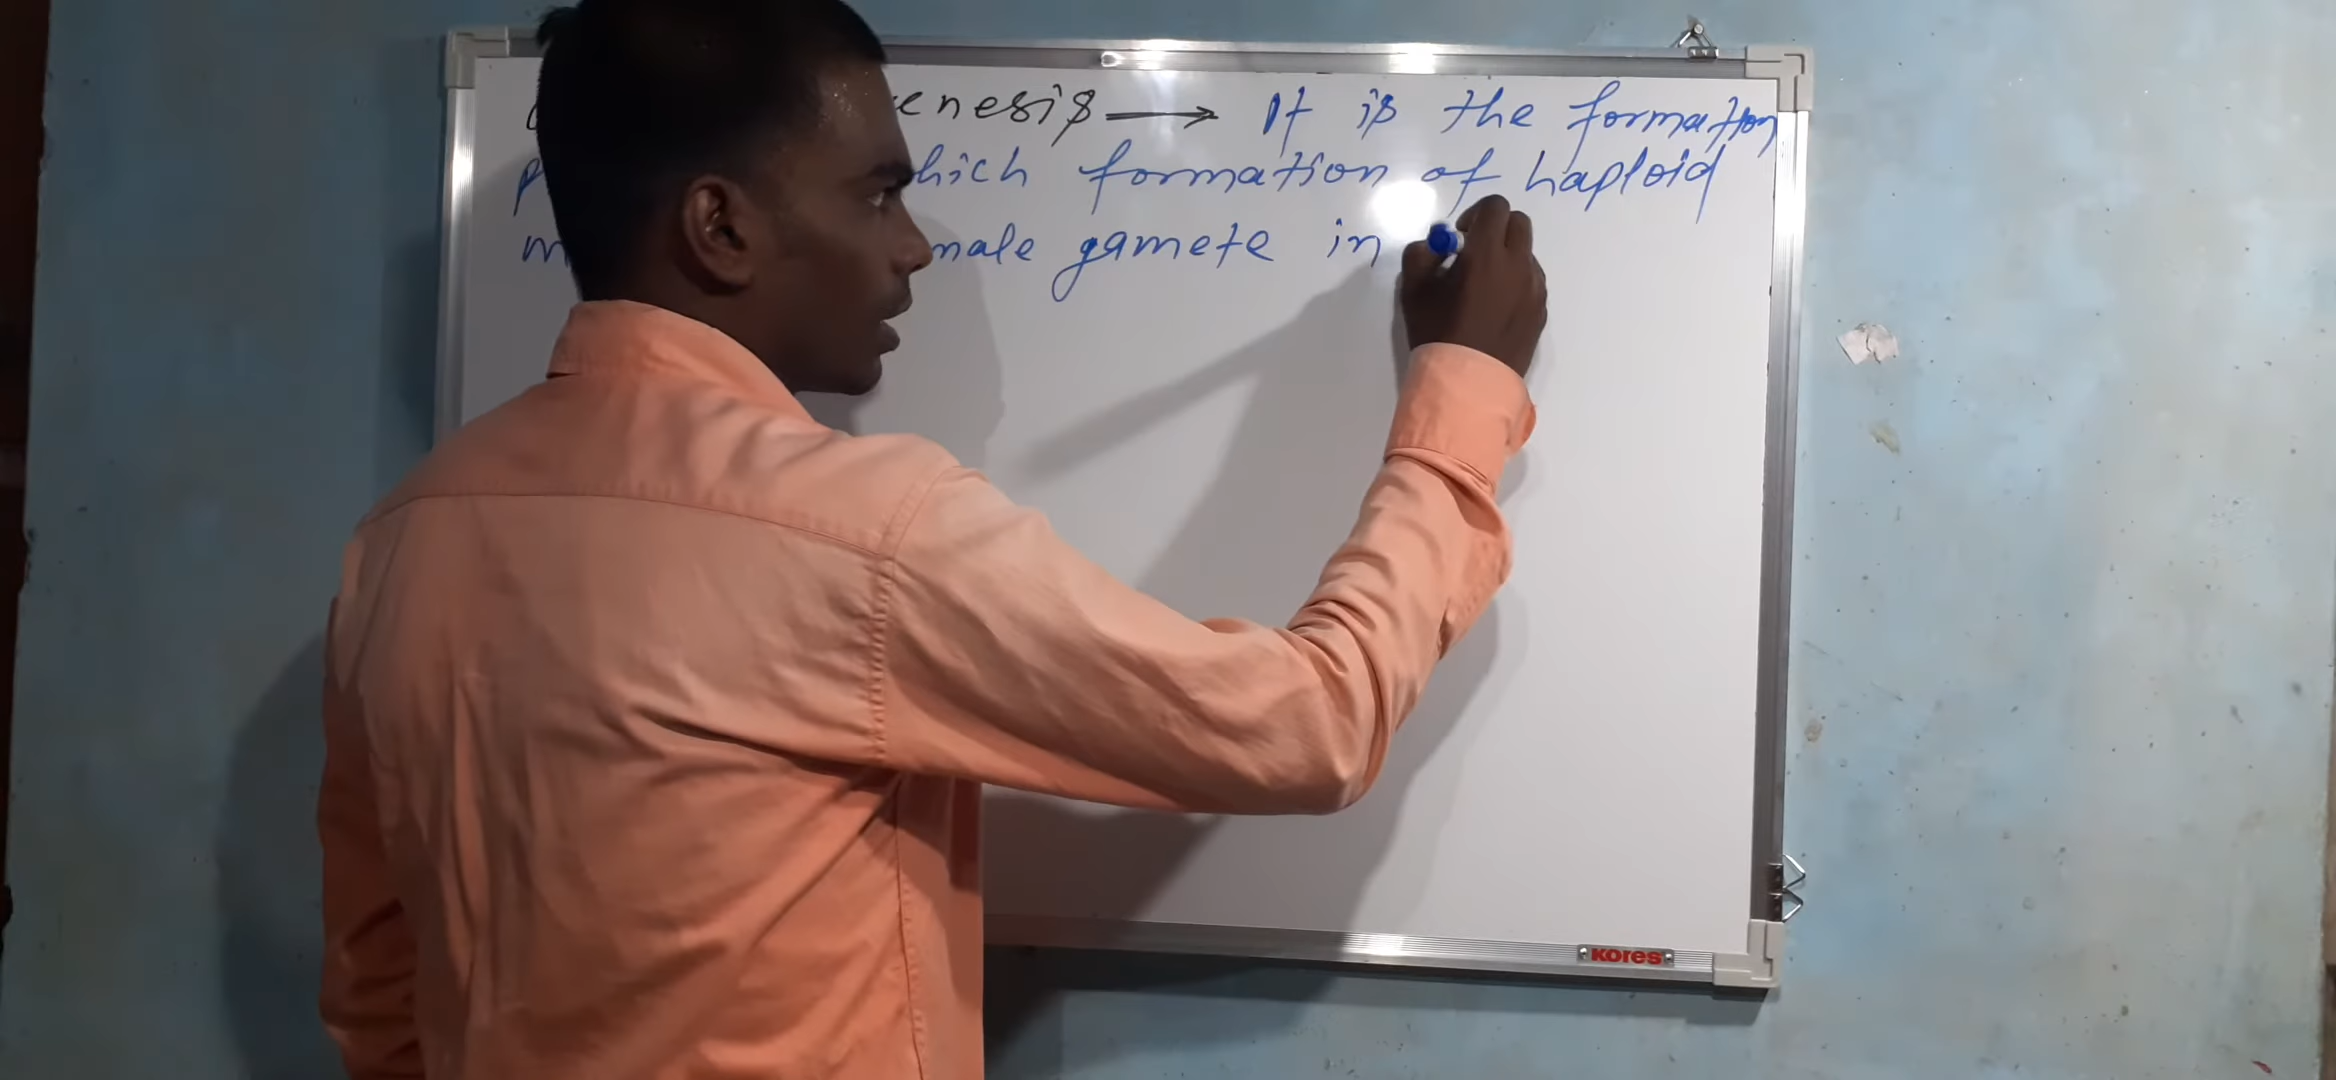 enesis → It is the formation
hich formation of haploid
male gamete in
kores